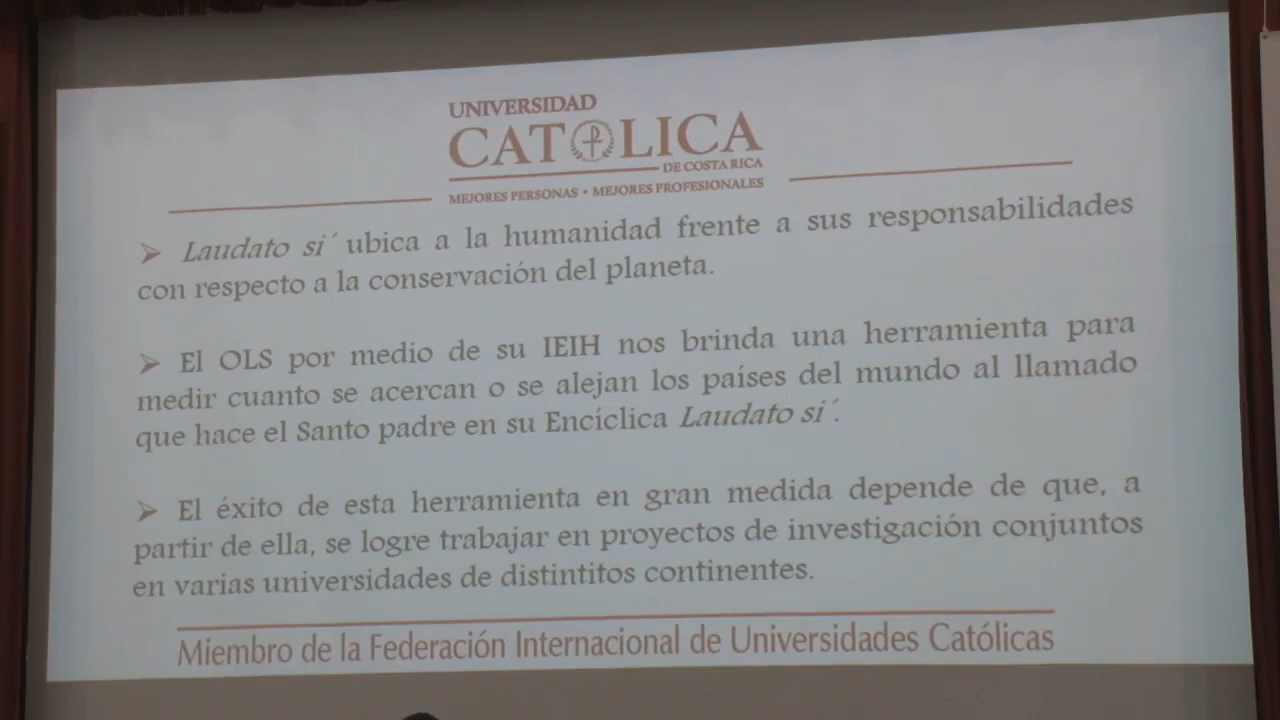 UNIVERSIDAD
CATOLICA
DE COSTA RICA
MEJORES PERSONAS • MEJORES PROFESIONALES
➢ Laudato si´ ubica a la humanidad frente a sus responsabilidades
con respecto a la conservación del planeta.
➢ El OLS por medio de su IEIH nos brinda una herramienta para
medir cuanto se acercan o se alejan los países del mundo al llamado
que hace el Santo padre en su Encíclica Laudato si´.
➢ El éxito de esta herramienta en gran medida depende de que, a
partir de ella, se logre trabajar en proyectos de investigación conjuntos
en varias universidades de distintitos continentes.
Miembro de la Federación Internacional de Universidades Católicas